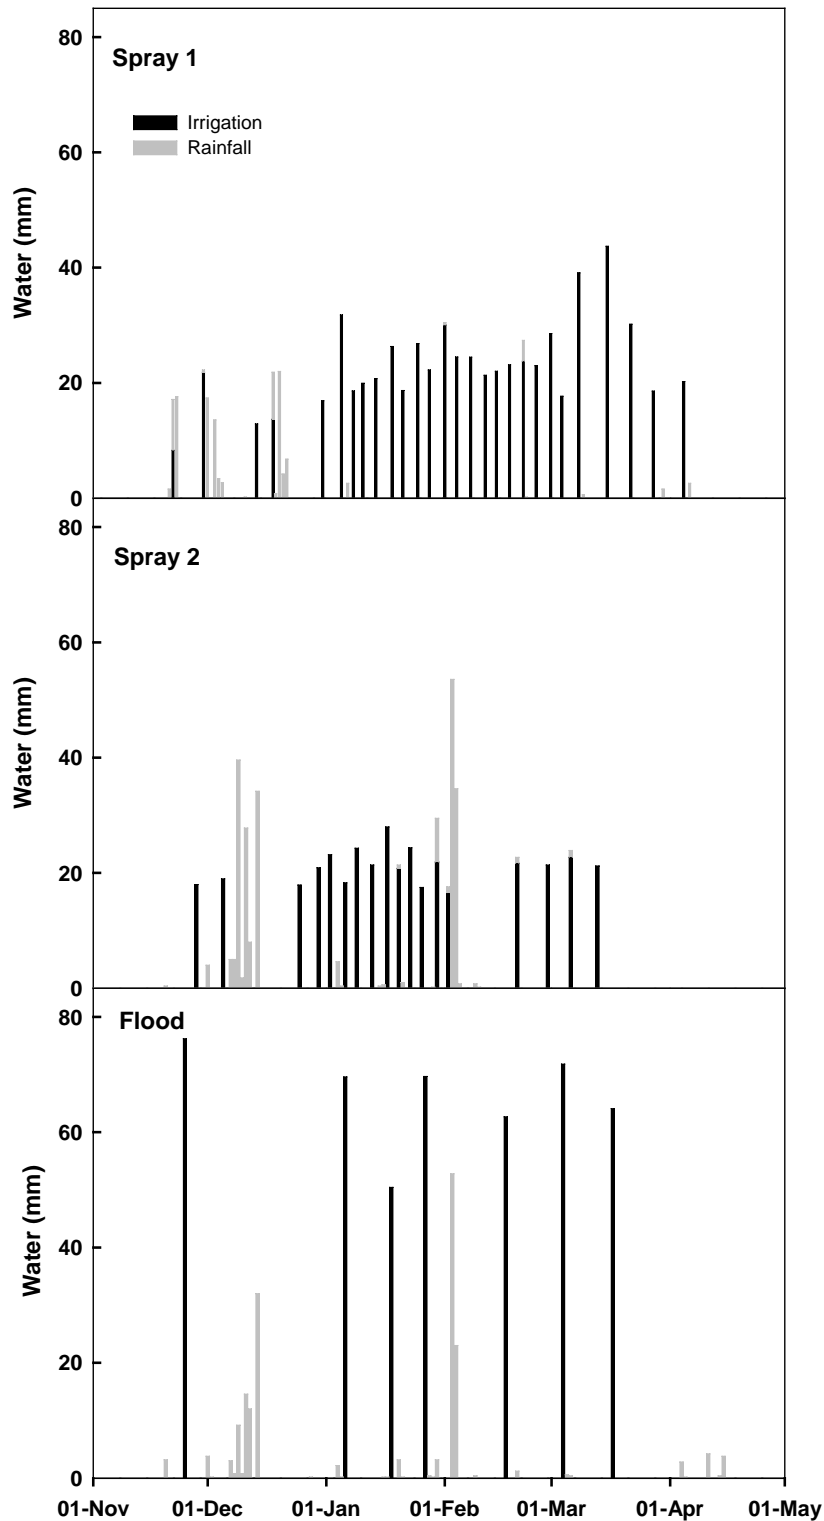 80
Spray 1
Irrigation
Rainfall
60
Water (mm)
40
20
0
80
Spray 2
60
Water (mm)
40
20
0
80
Flood
60
Water (mm)
40
20
0
01-Nov 01-Dec 01-Jan 01-Feb 01-Mar 01-Apr 01-May